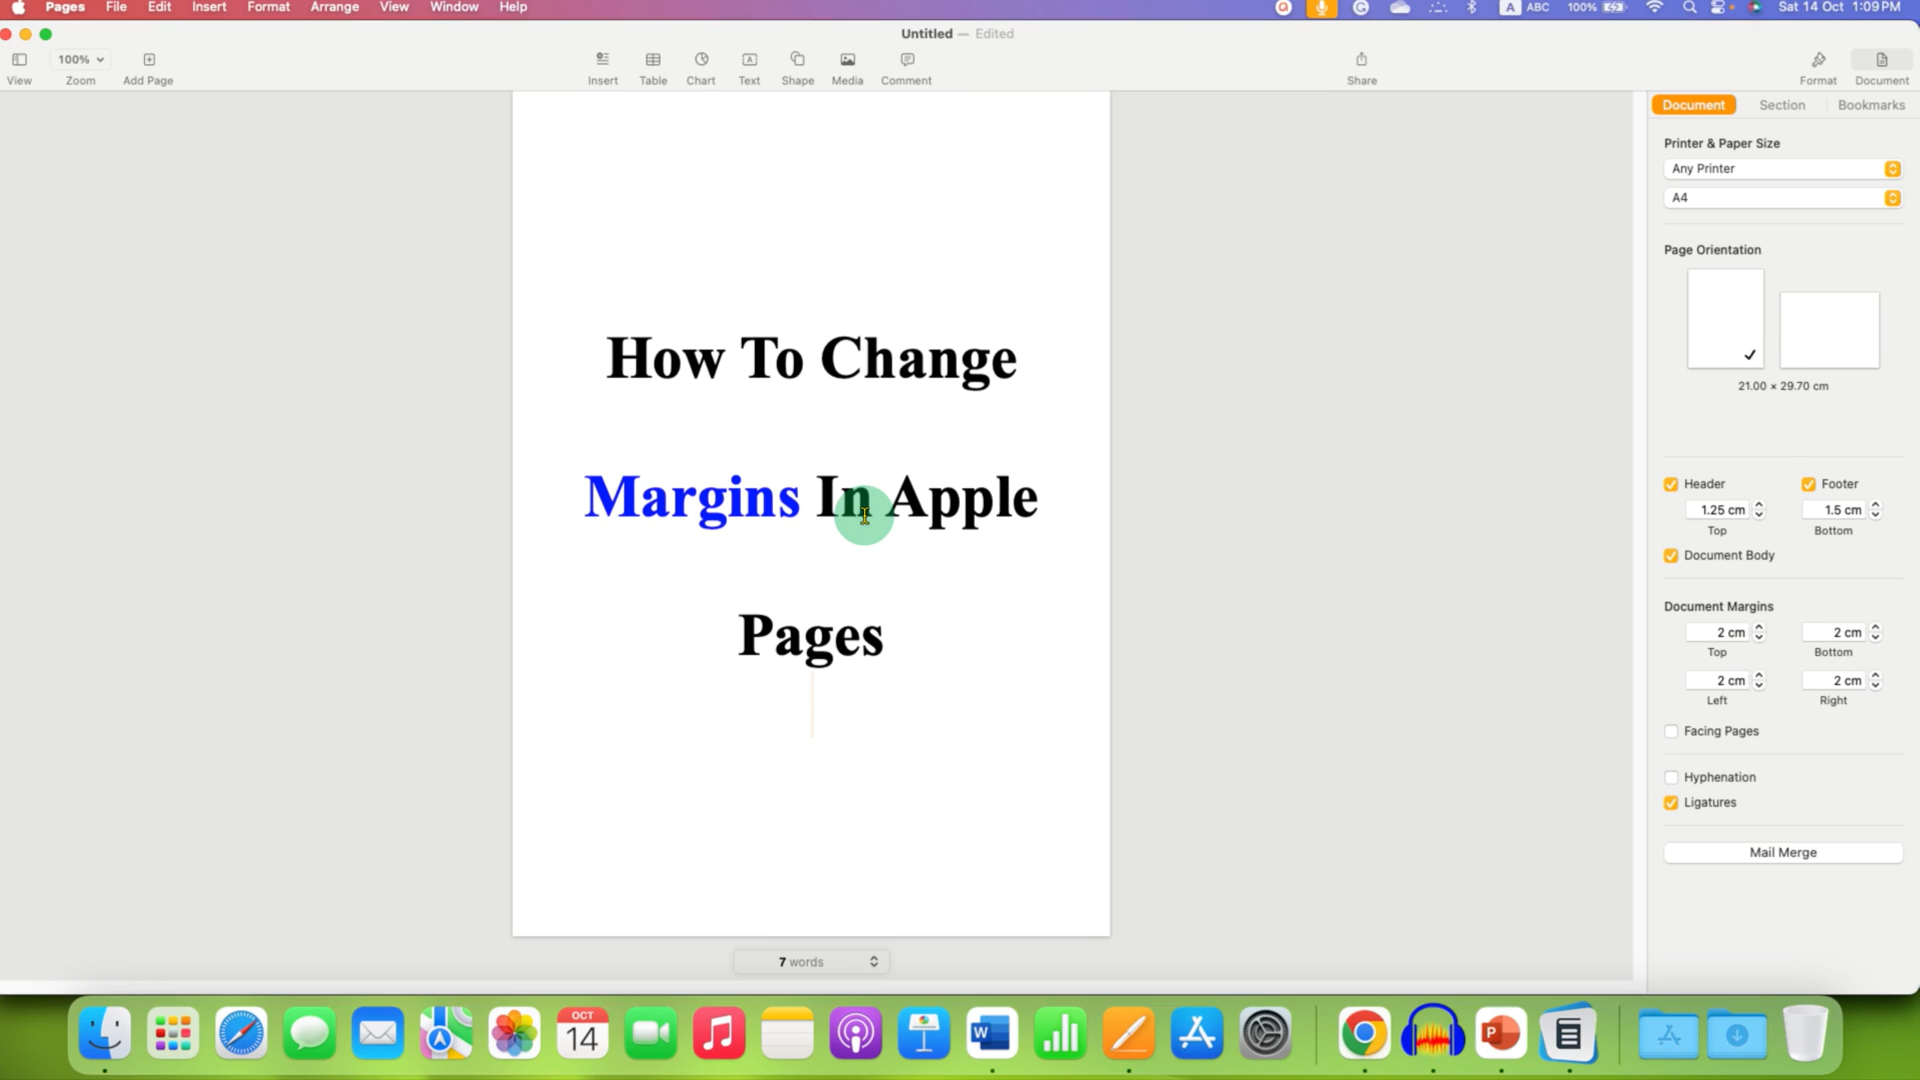 Pages File Edit Insert Format Arrange View Window Help A ABC 100% Sat 14 Oct 1:09 PM
Untitled — Edited
100%
View Zoom Add Page Insert Table Chart Text Shape Media Comment Share Format Document
Document Section Bookmarks
Printer & Paper Size
Any Printer
A4
Page Orientation
21.00 × 29.70 cm
Header Footer
1.25 cm 1.5 cm
Top Bottom
Document Body
Document Margins
2 cm 2 cm
Top Bottom
2 cm 2 cm
Left Right
Facing Pages
Hyphenation
Ligatures
Mail Merge
How To Change
Margins In Apple
Pages
7 words
OCT
14
W
P